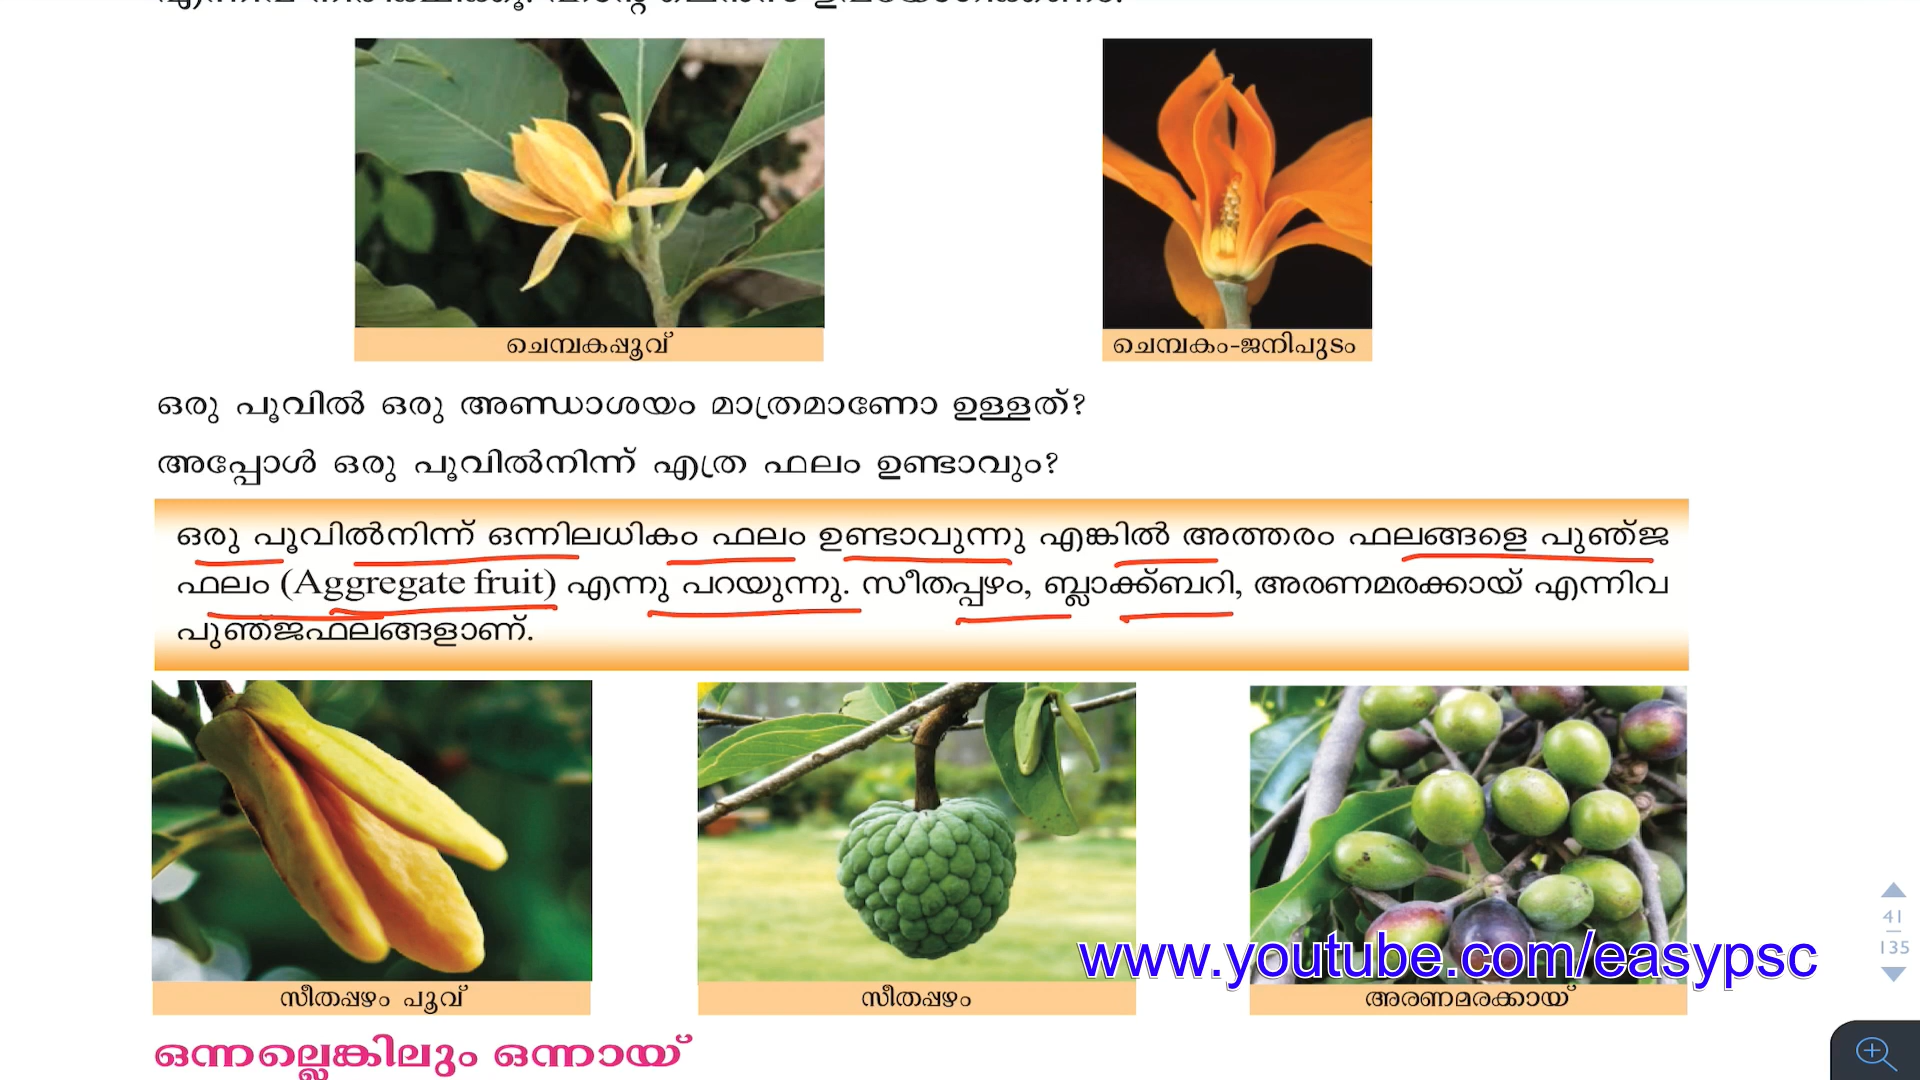 ചെമ്പകപ്പൂവ്
ചെമ്പകം-ജനിപുടം
ഒരു പൂവിൽ ഒരു അണ്ഡാശയം മാത്രമാണോ ഉള്ളത്?
അപ്പോൾ ഒരു പൂവിൽനിന്ന് എത്ര ഫലം ഉണ്ടാവും?
ഒരു പൂവിൽനിന്ന് ഒന്നിലധികം ഫലം ഉണ്ടാവുന്നു എങ്കിൽ അത്തരം ഫലങ്ങളെ പുഞ്ജ
ഫലം (Aggregate fruit) എന്നു പറയുന്നു. സീതപ്പഴം, ബ്ലാക്ക്ബറി, അരണമരക്കായ് എന്നിവ
പുഞ്ജഫലങ്ങളാണ്.
സീതപ്പഴം പൂവ്
സീതപ്പഴം
അരണമരക്കായ്
www.youtube.com/easypsc
41
135
ഒന്നല്ലെങ്കിലും ഒന്നായ്